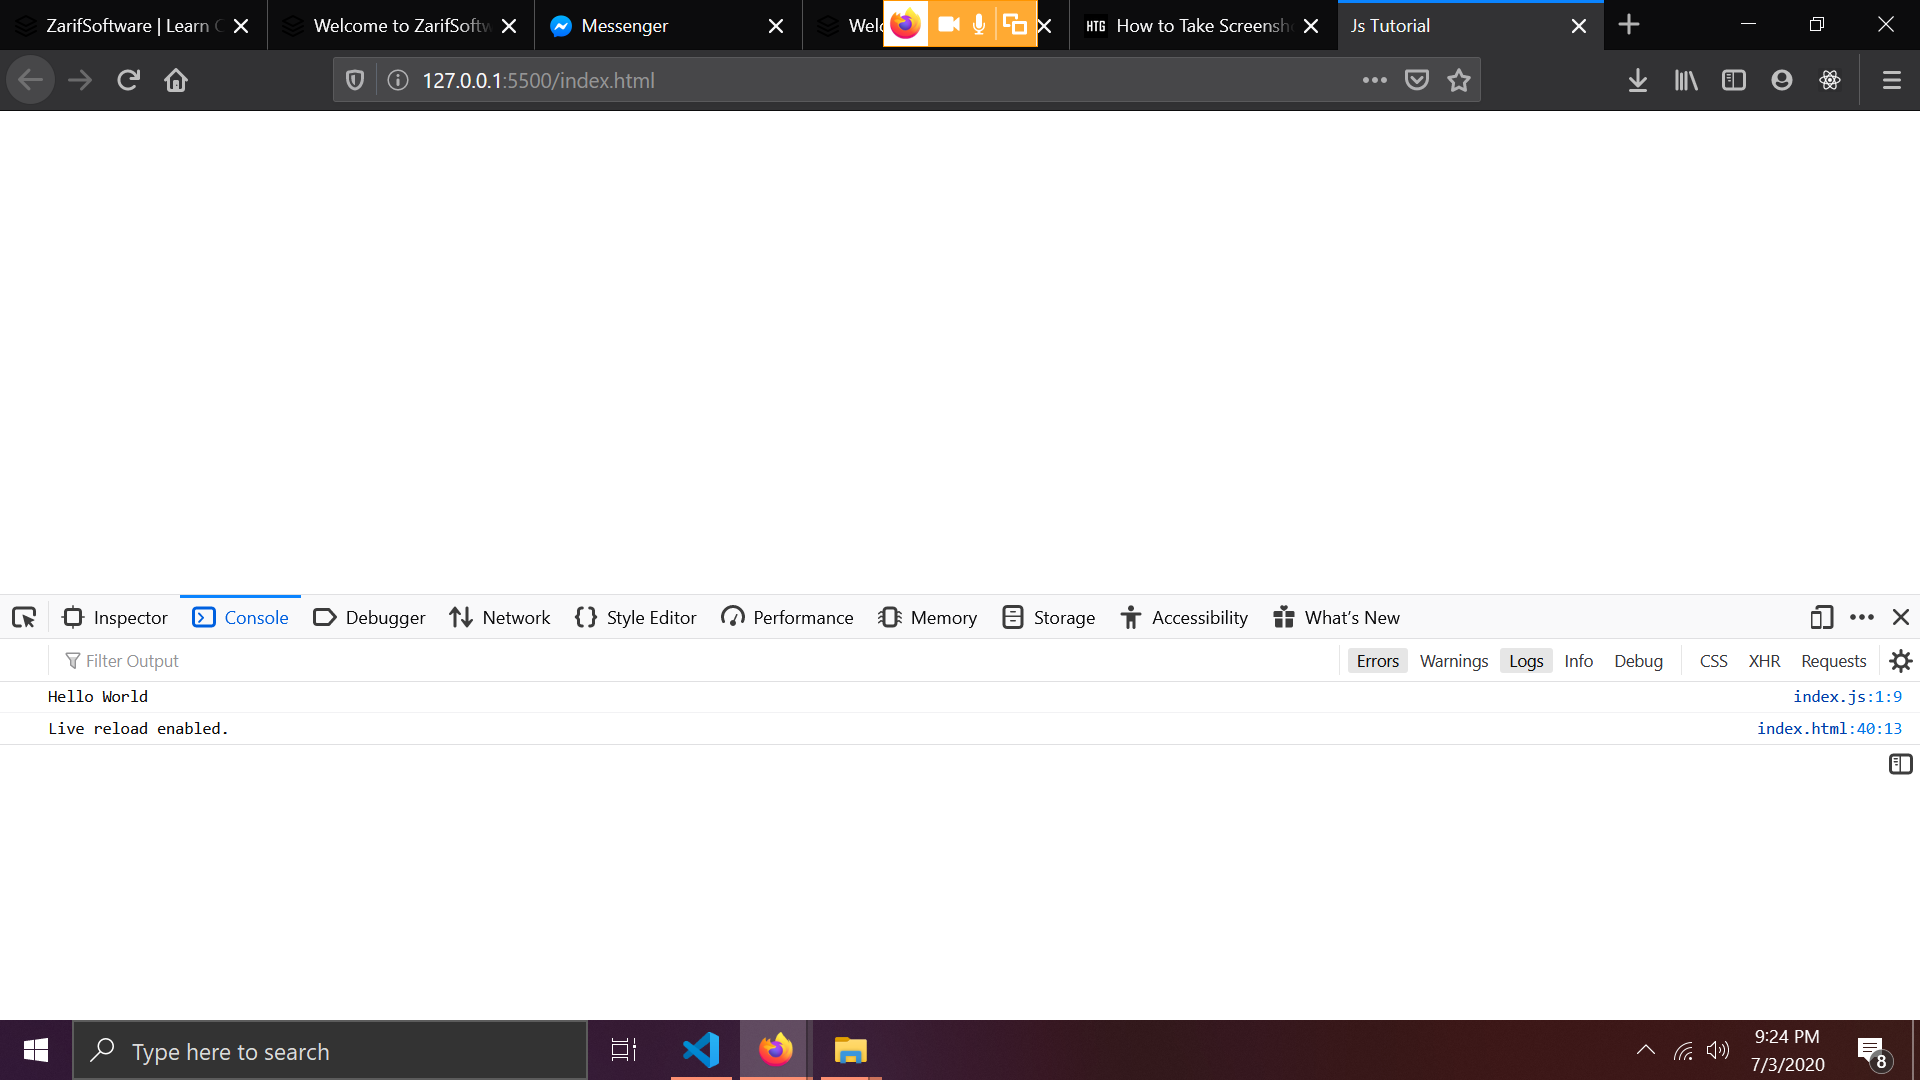 ZarifSoftware | Learn C
Welcome to ZarifSoftw
Messenger
Welc
HTG How to Take Screensh
Js Tutorial
127.0.0.1:5500/index.html
Inspector Console Debugger Network Style Editor Performance Memory Storage Accessibility What's New
Filter Output Errors Warnings Logs Info Debug CSS XHR Requests
Hello World index.js:1:9
Live reload enabled. index.html:40:13
Type here to search
9:24 PM
7/3/2020
8